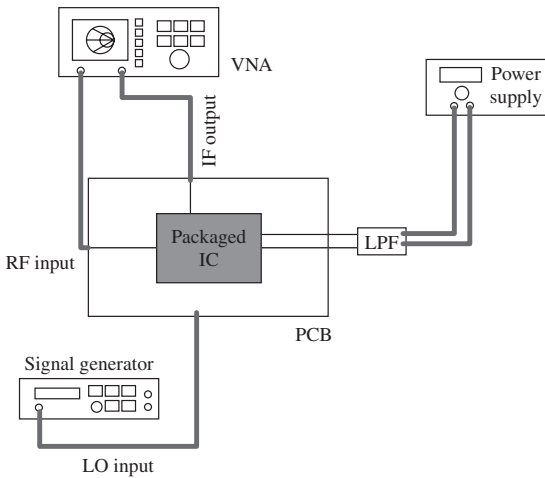 VNA
Power
supply
IF output
Packaged
IC
LPF
RF input
PCB
Signal generator
LO input